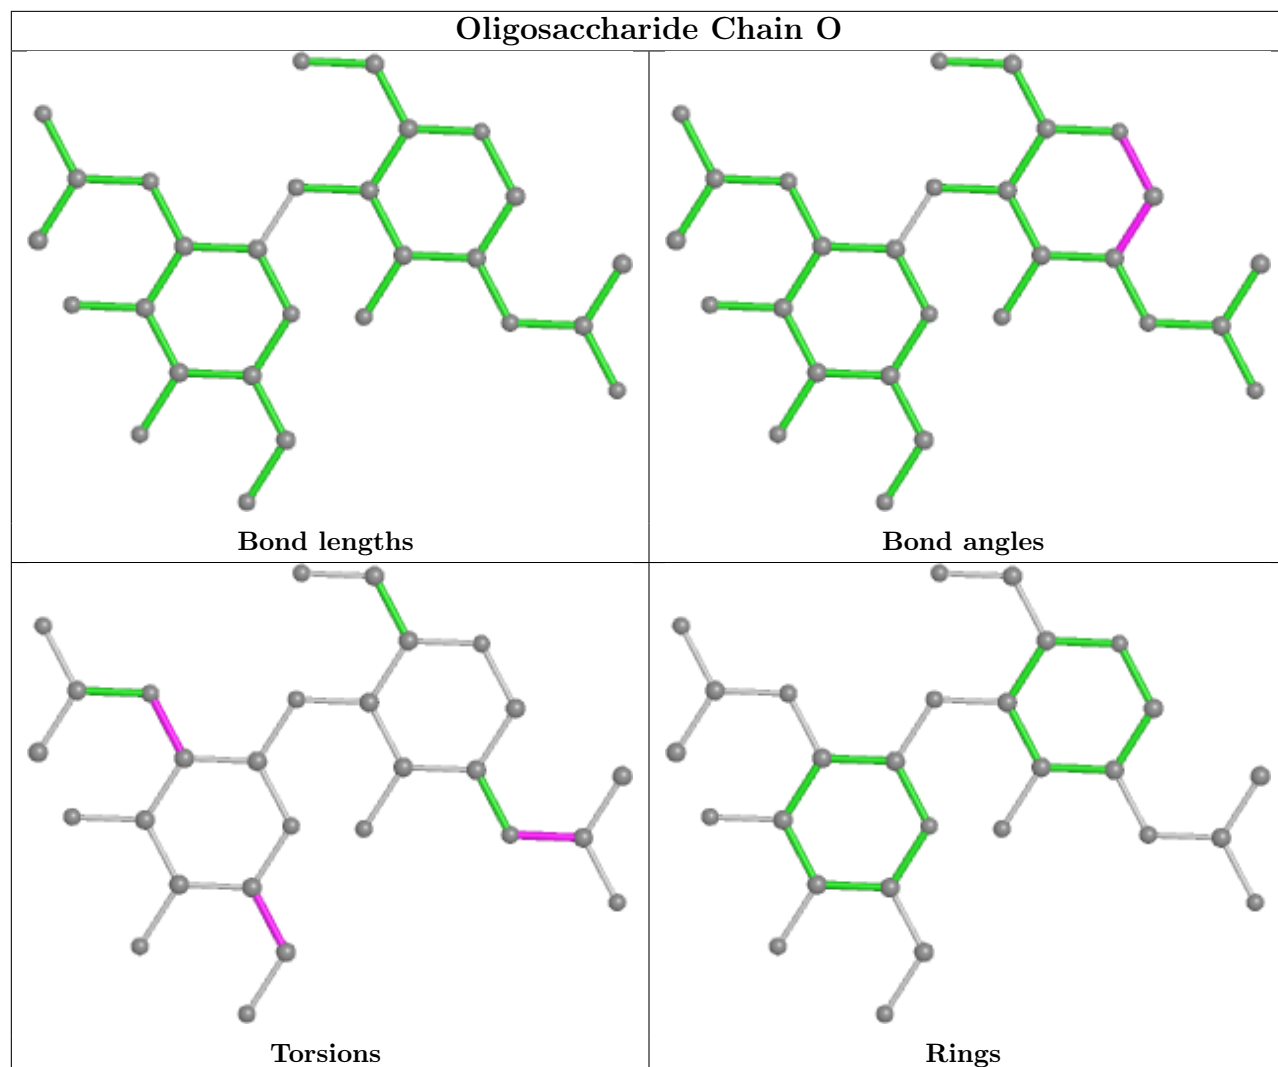 Oligosaccharide Chain O
Bond lengths
Bond angles
Torsions
Rings